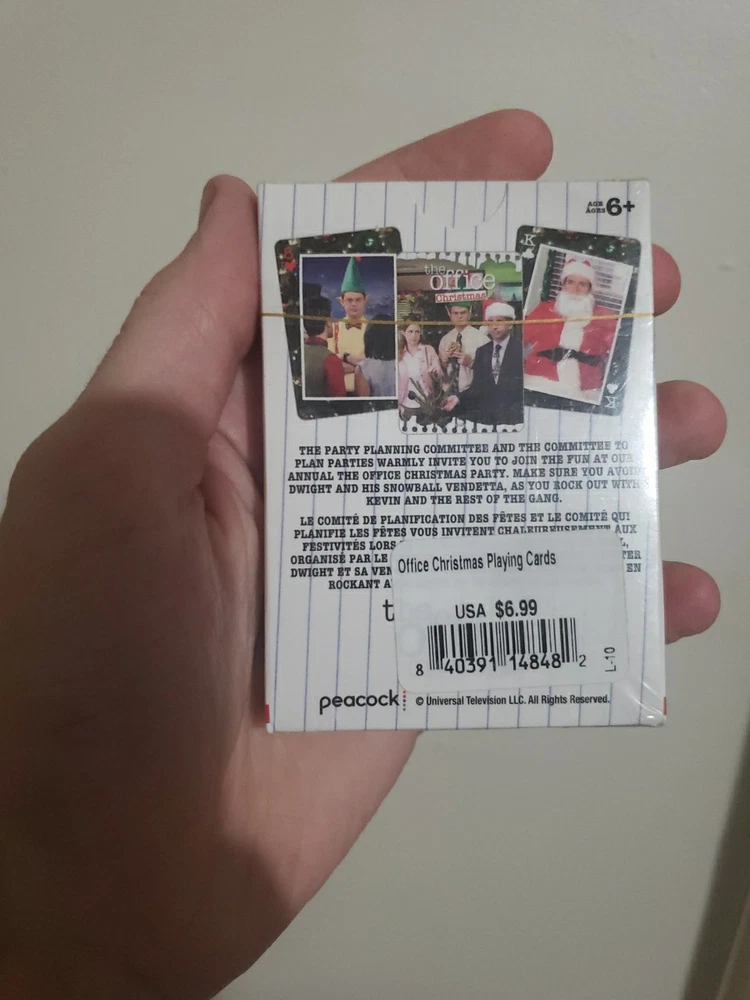 AGE
ÂGES 6+
K
the
office
Christmas
K
THE PARTY PLANNING COMMITTEE AND THE COMMITTEE TO
PLAN PARTIES WARMLY INVITE YOU TO JOIN THE FUN AT OUR
ANNUAL THE OFFICE CHRISTMAS PARTY. MAKE SURE YOU AVOID
DWIGHT AND HIS SNOWBALL VENDETTA, AS YOU ROCK OUT WITH
KEVIN AND THE REST OF THE GANG.
LE COMITÉ DE PLANIFICATION DES FÊTES ET LE COMITÉ QUI
PLANIFIE LES FÊTES VOUS INVITENT CHALEUREUSEMENT AUX
FESTIVITÉS LORS
ORGANISÉ PAR LE
DWIGHT ET SA VEN EN
ROCKANT A
Office Christmas Playing Cards
USA $6.99
8 40391 14848 2
L-10
peacock © Universal Television LLC. All Rights Reserved.